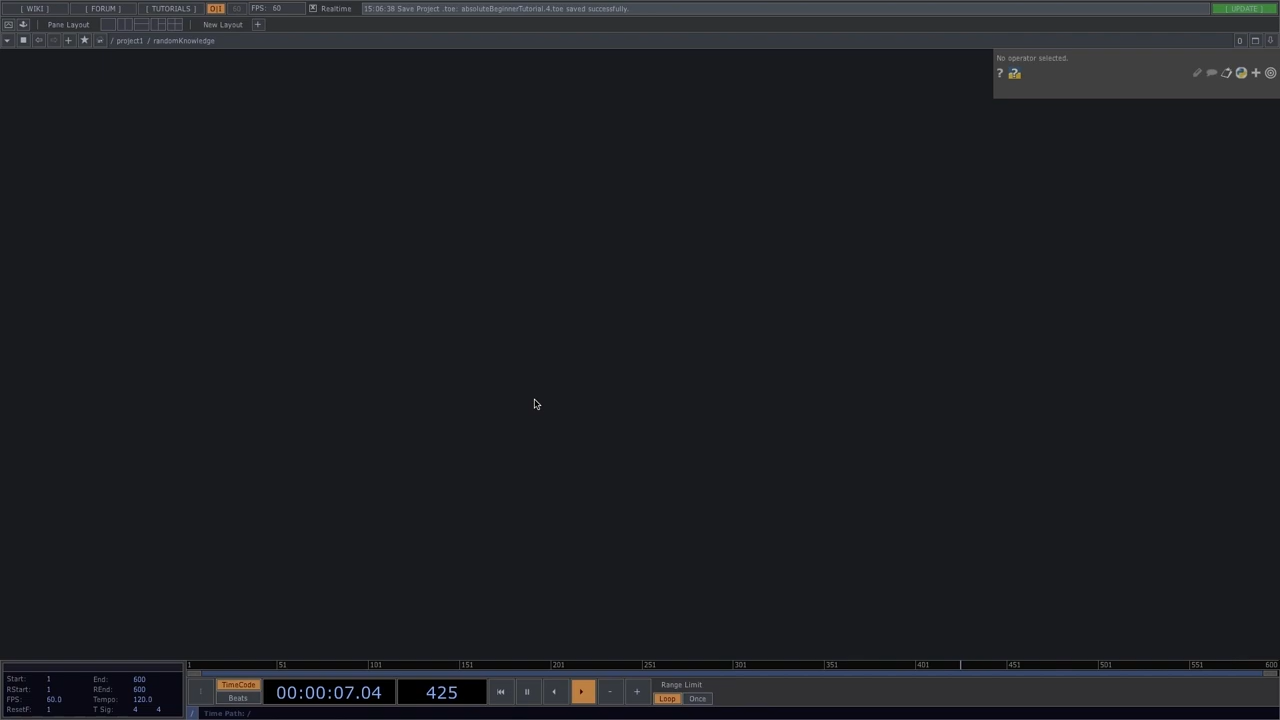 [ WIKI ] [ FORUM ] [ TUTORIALS ] O|I 60 FPS: 60 Realtime 15:06:38 Save Project .toe: absoluteBeginnerTutorial.4.toe saved successfully. [ UPDATE ]
Pane Layout New Layout +
/ project1 / randomKnowledge
No operator selected.
1 51 101 151 201 251 301 351 401 451 501 551 600
Start: 1 End: 600
RStart: 1 REnd: 600
FPS: 60.0 Tempo: 120.0
ResetF: 1 T Sig: 4 4
TimeCode
Beats
00:00:07.04 425
Range Limit
Loop Once
/ Time Path: /